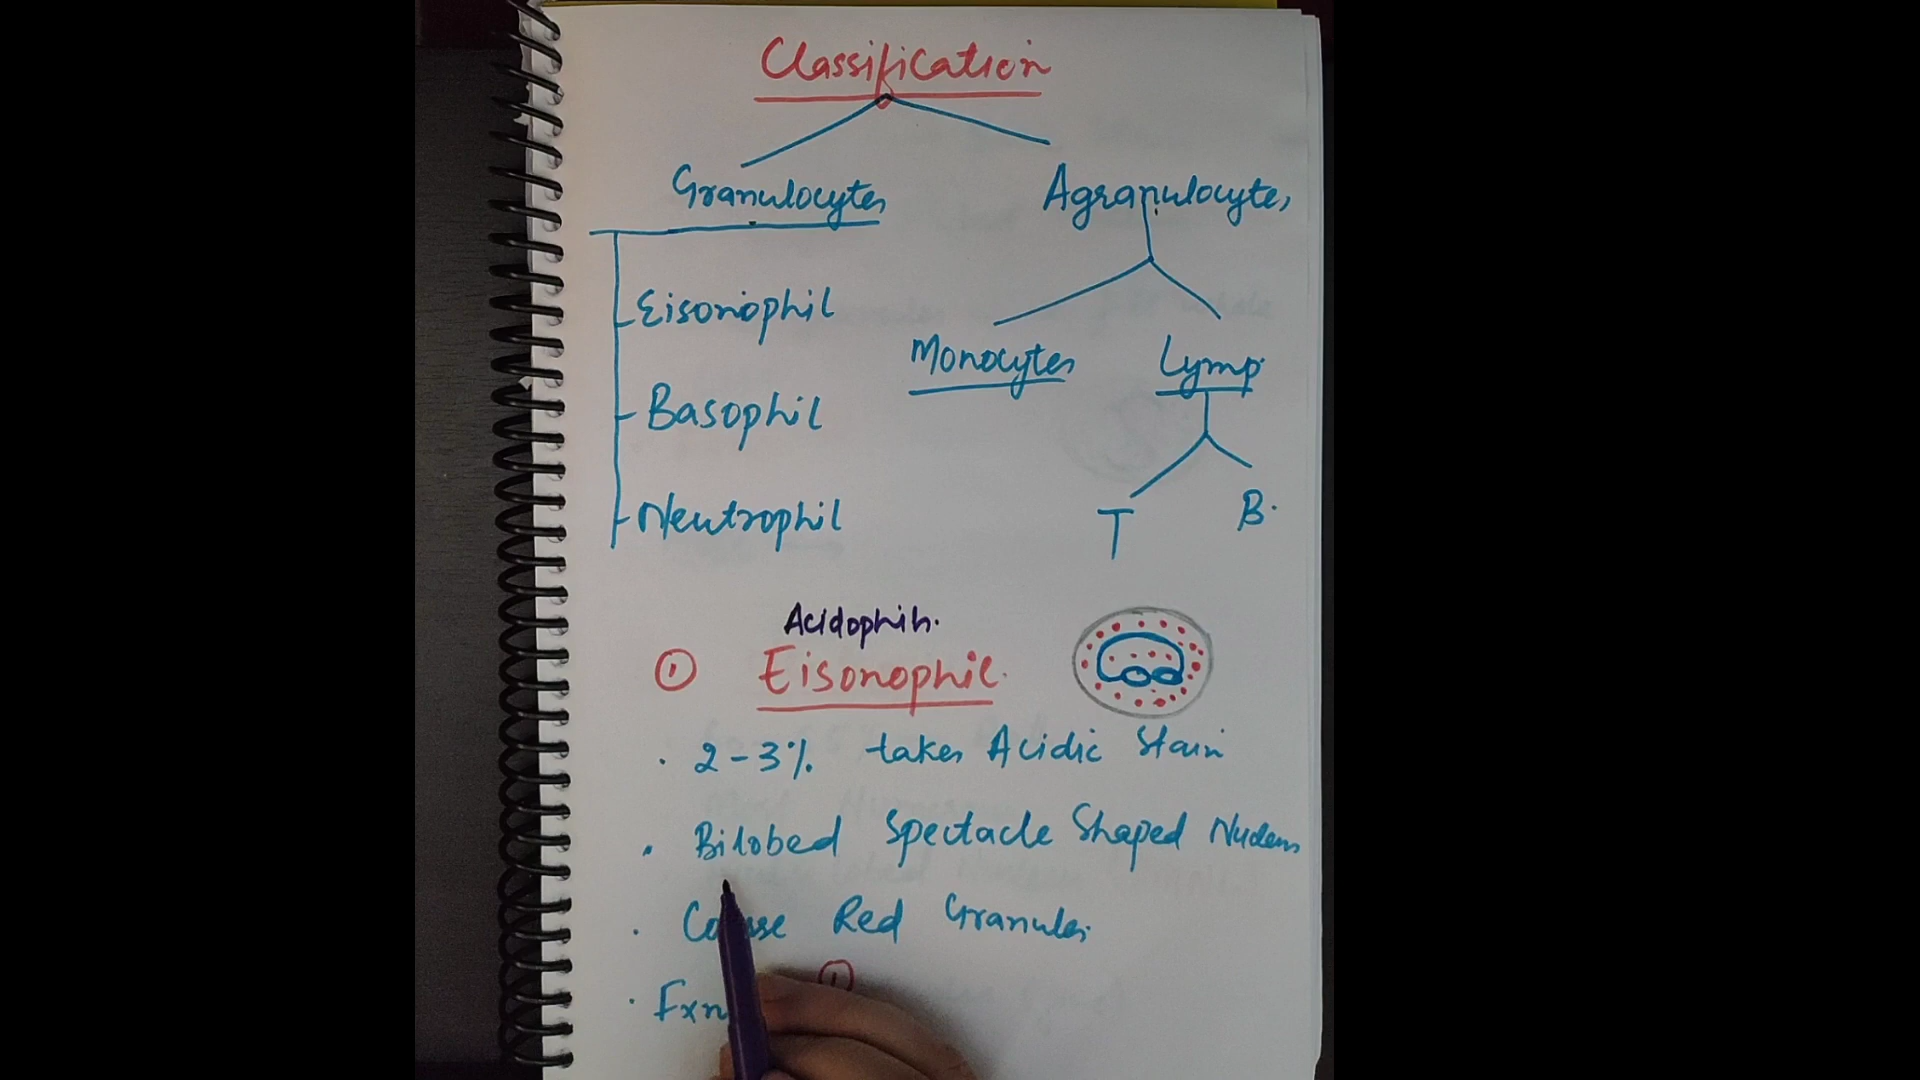 Classification
Granulocytes Agranulocytes
Eisonophil
Monocytes Lymp.
Basophil
T B.
Neutrophil
Acidophils.
① Eisonophil.
. 2-3% takes Acidic Stain
. Bilobed Spectacle Shaped Nucleus
. Red Granules
. Fxn ①